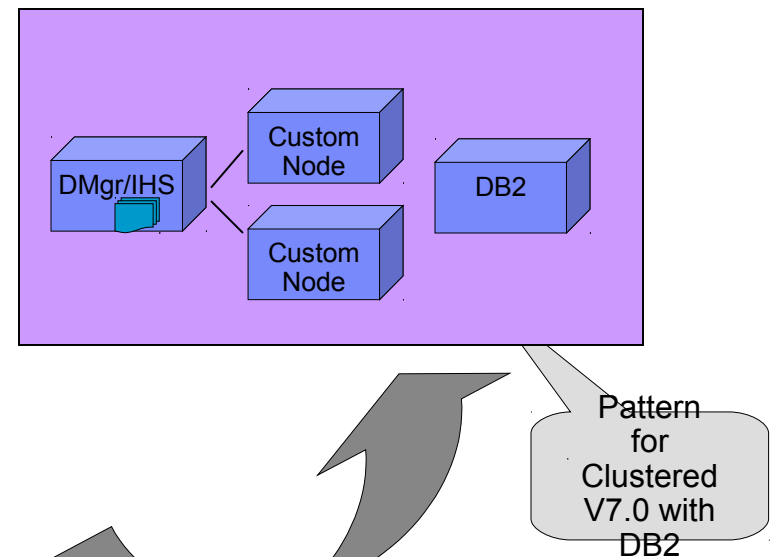 Custom
Node
DMgr/IHS
DB2
Custom
Node
Pattern
for
Clustered
V7.0 with
DB2